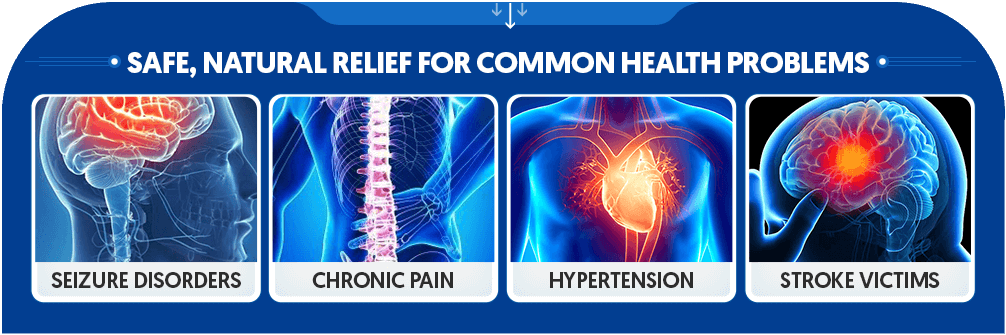 SAFE, NATURAL RELIEF FOR COMMON HEALTH PROBLEMS
SEIZURE DISORDERS
CHRONIC PAIN
HYPERTENSION
STROKE VICTIMS